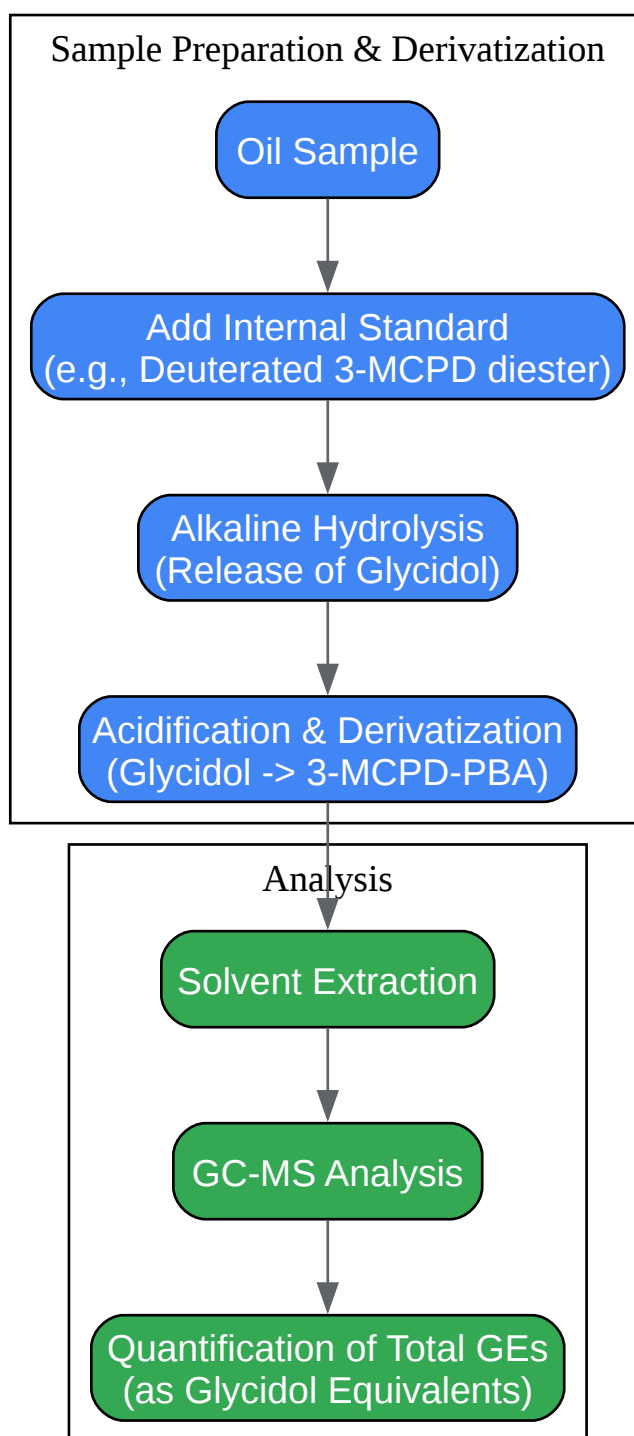 Sample Preparation & Derivatization
Oil Sample
Add Internal Standard
(e.g., Deuterated 3-MCPD diester)
Alkaline Hydrolysis
(Release of Glycidol)
Acidification & Derivatization
(Glycidol -> 3-MCPD-PBA)
Analysis
Solvent Extraction
GC-MS Analysis
Quantification of Total GEs
(as Glycidol Equivalents)